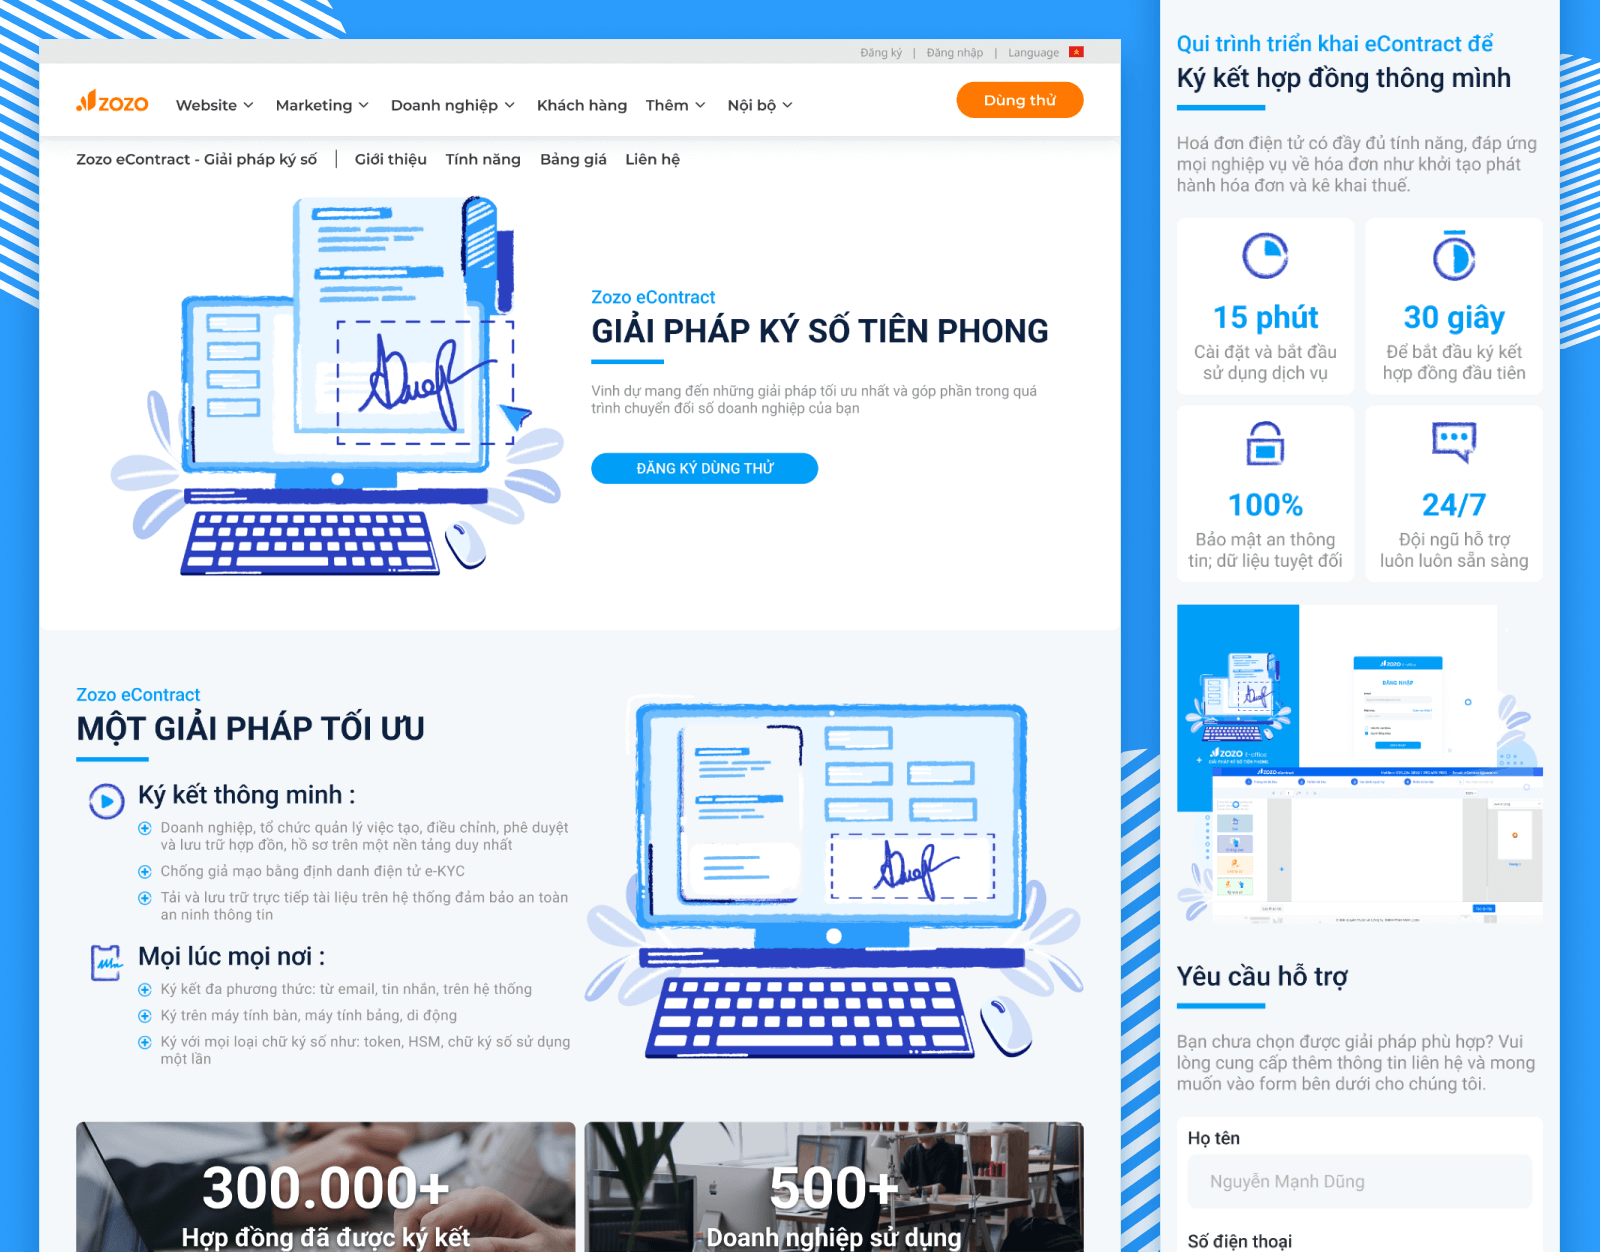 Đăng ký | Đăng nhập | Language
ZOZO
Website
Marketing
Doanh nghiệp
Khách hàng
Thêm
Nội bộ
Dùng thử
Zozo eContract - Giải pháp ký số | Giới thiệu Tính năng Bảng giá Liên hệ
Zozo eContract
GIẢI PHÁP KÝ SỐ TIÊN PHONG
Vinh dự mang đến những giải pháp tối ưu nhất và góp phần trong quá
trình chuyển đổi số doanh nghiệp của bạn
ĐĂNG KÝ DÙNG THỬ
Zozo eContract
MỘT GIẢI PHÁP TỐI ƯU
Ký kết thông minh :
Doanh nghiệp, tổ chức quản lý việc tạo, điều chỉnh, phê duyệt
và lưu trữ hợp đồn, hồ sơ trên một nền tảng duy nhất
Chống giả mạo bằng định danh điện tử e-KYC
Tải và lưu trữ trực tiếp tài liệu trên hệ thống đảm bảo an toàn
an ninh thông tin
Mọi lúc mọi nơi :
Ký kết đa phương thức: từ email, tin nhắn, trên hệ thống
Ký trên máy tính bàn, máy tính bảng, di động
Ký với mọi loại chữ ký số như: token, HSM, chữ ký số sử dụng
một lần
300.000+
Hợp đồng đã được ký kết
500+
Doanh nghiệp sử dụng
Qui trình triển khai eContract để
Ký kết hợp đồng thông mình
Hoá đơn điện tử có đầy đủ tính năng, đáp ứng
mọi nghiệp vụ về hóa đơn như khởi tạo phát
hành hóa đơn và kê khai thuế.
15 phút
Cài đặt và bắt đầu
sử dụng dịch vụ
30 giây
Để bắt đầu ký kết
hợp đồng đầu tiên
100%
Bảo mật an thông
tin; dữ liệu tuyệt đối
24/7
Đội ngũ hỗ trợ
luôn luôn sẵn sàng
ZOZO E-office
ĐĂNG NHẬP
ZOZO E-office
GIẢI PHÁP KÝ SỐ TIÊN PHONG
ZOZO eContract
Yêu cầu hỗ trợ
Bạn chưa chọn được giải pháp phù hợp? Vui
lòng cung cấp thêm thông tin liên hệ và mong
muốn vào form bên dưới cho chúng tôi.
Họ tên
Nguyễn Mạnh Dũng
Số điện thoại